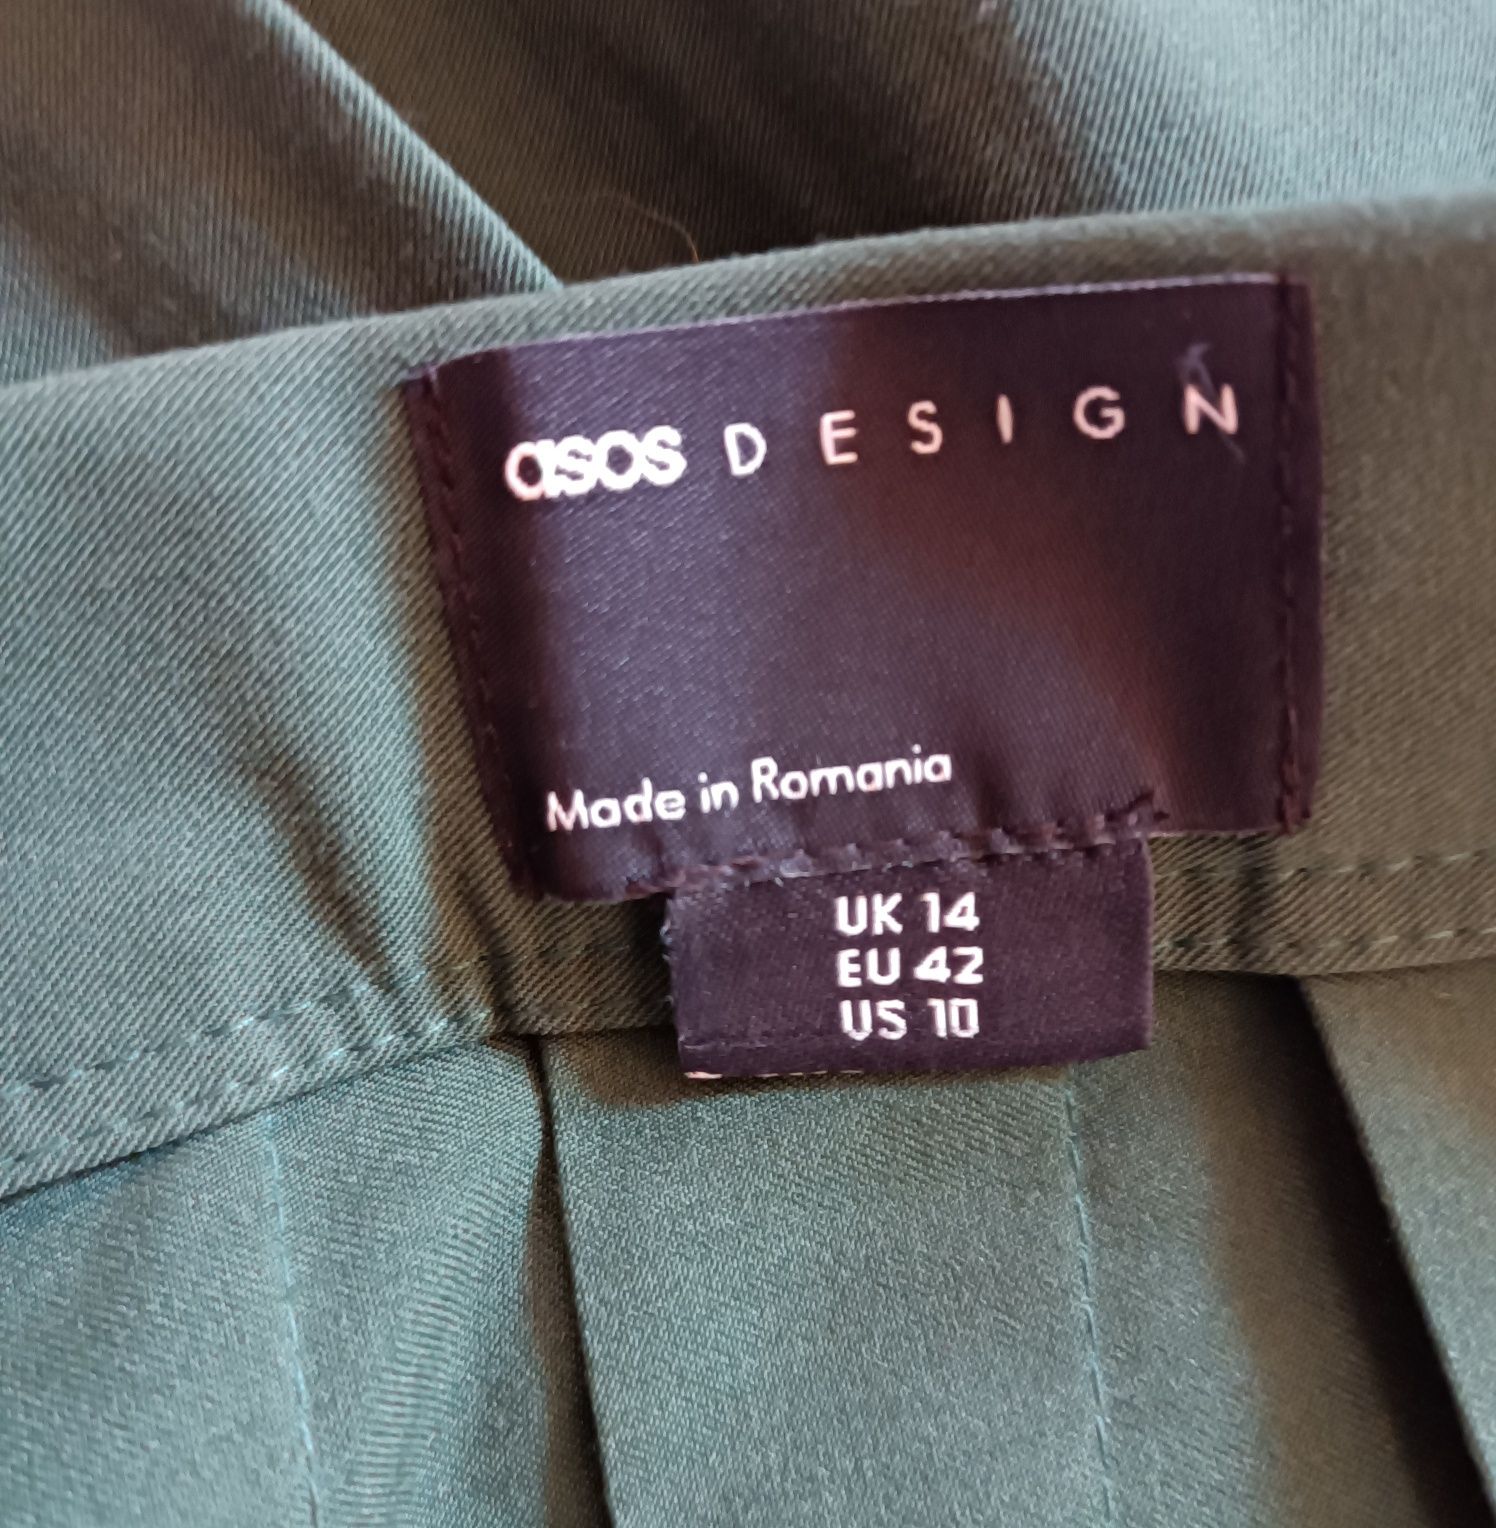 asos DESIGN
Made in Romania
UK 14
EU 42
US 10